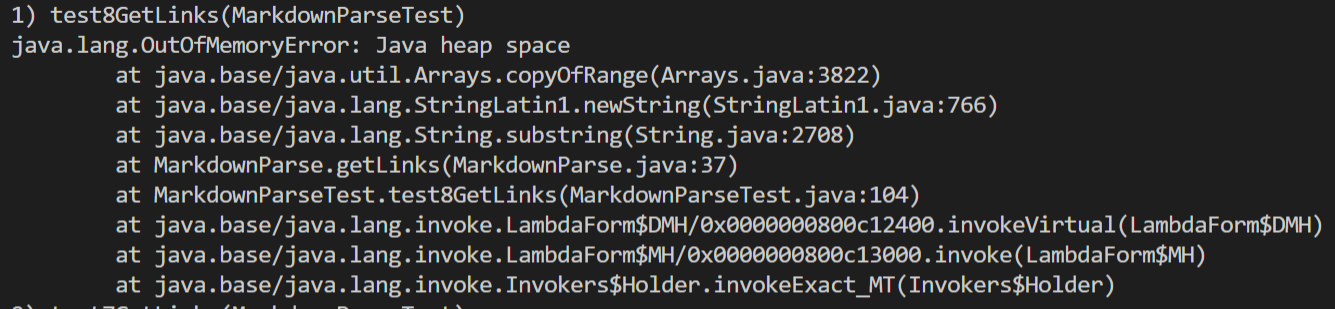 1) test8GetLinks(MarkdownParseTest)
java.lang.OutOfMemoryError: Java heap space
at java.base/java.util.Arrays.copyOfRange(Arrays.java:3822)
at java.base/java.lang.StringLatin1.newString(StringLatin1.java:766)
at java.base/java.lang.String.substring(String.java:2708)
at MarkdownParse.getLinks(MarkdownParse.java:37)
at MarkdownParseTest.test8GetLinks(MarkdownParseTest.java:104)
at java.base/java.lang.invoke.LambdaForm$DMH/0x0000000800c12400.invokeVirtual(LambdaForm$DMH)
at java.base/java.lang.invoke.LambdaForm$MH/0x0000000800c13000.invoke(LambdaForm$MH)
at java.base/java.lang.invoke.Invokers$Holder.invokeExact_MT(Invokers$Holder)